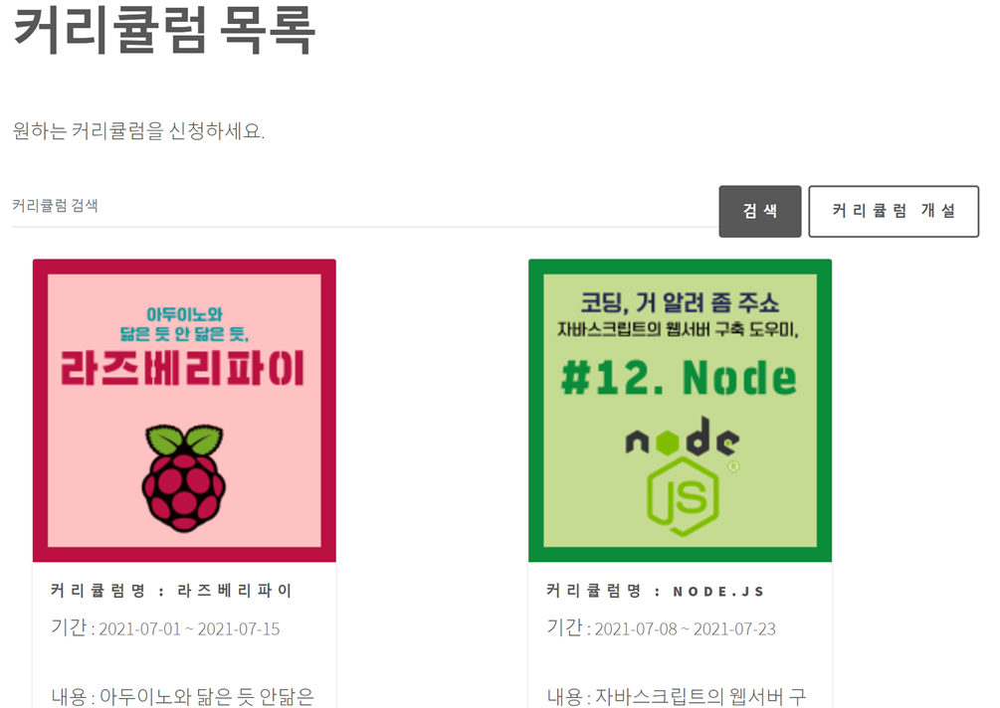 커리큘럼 목록
원하는 커리큘럼을 신청하세요.
커리큘럼 검색
검색
커리큘럼 개설
아두이노와
닮은 듯 안 닮은 듯,
라즈베리파이
커리큘럼명 : 라즈베리파이
기간 : 2021-07-01 ~ 2021-07-15
내용 : 아두이노와 닮은 듯 안닮은
코딩, 거 알려 좀 주쇼
자바스크립트의 웹서버 구축 도우미,
#12. Node
node
JS
®
커리큘럼명 : NODE.JS
기간 : 2021-07-08 ~ 2021-07-23
내용 : 자바스크립트의 웹서버 구